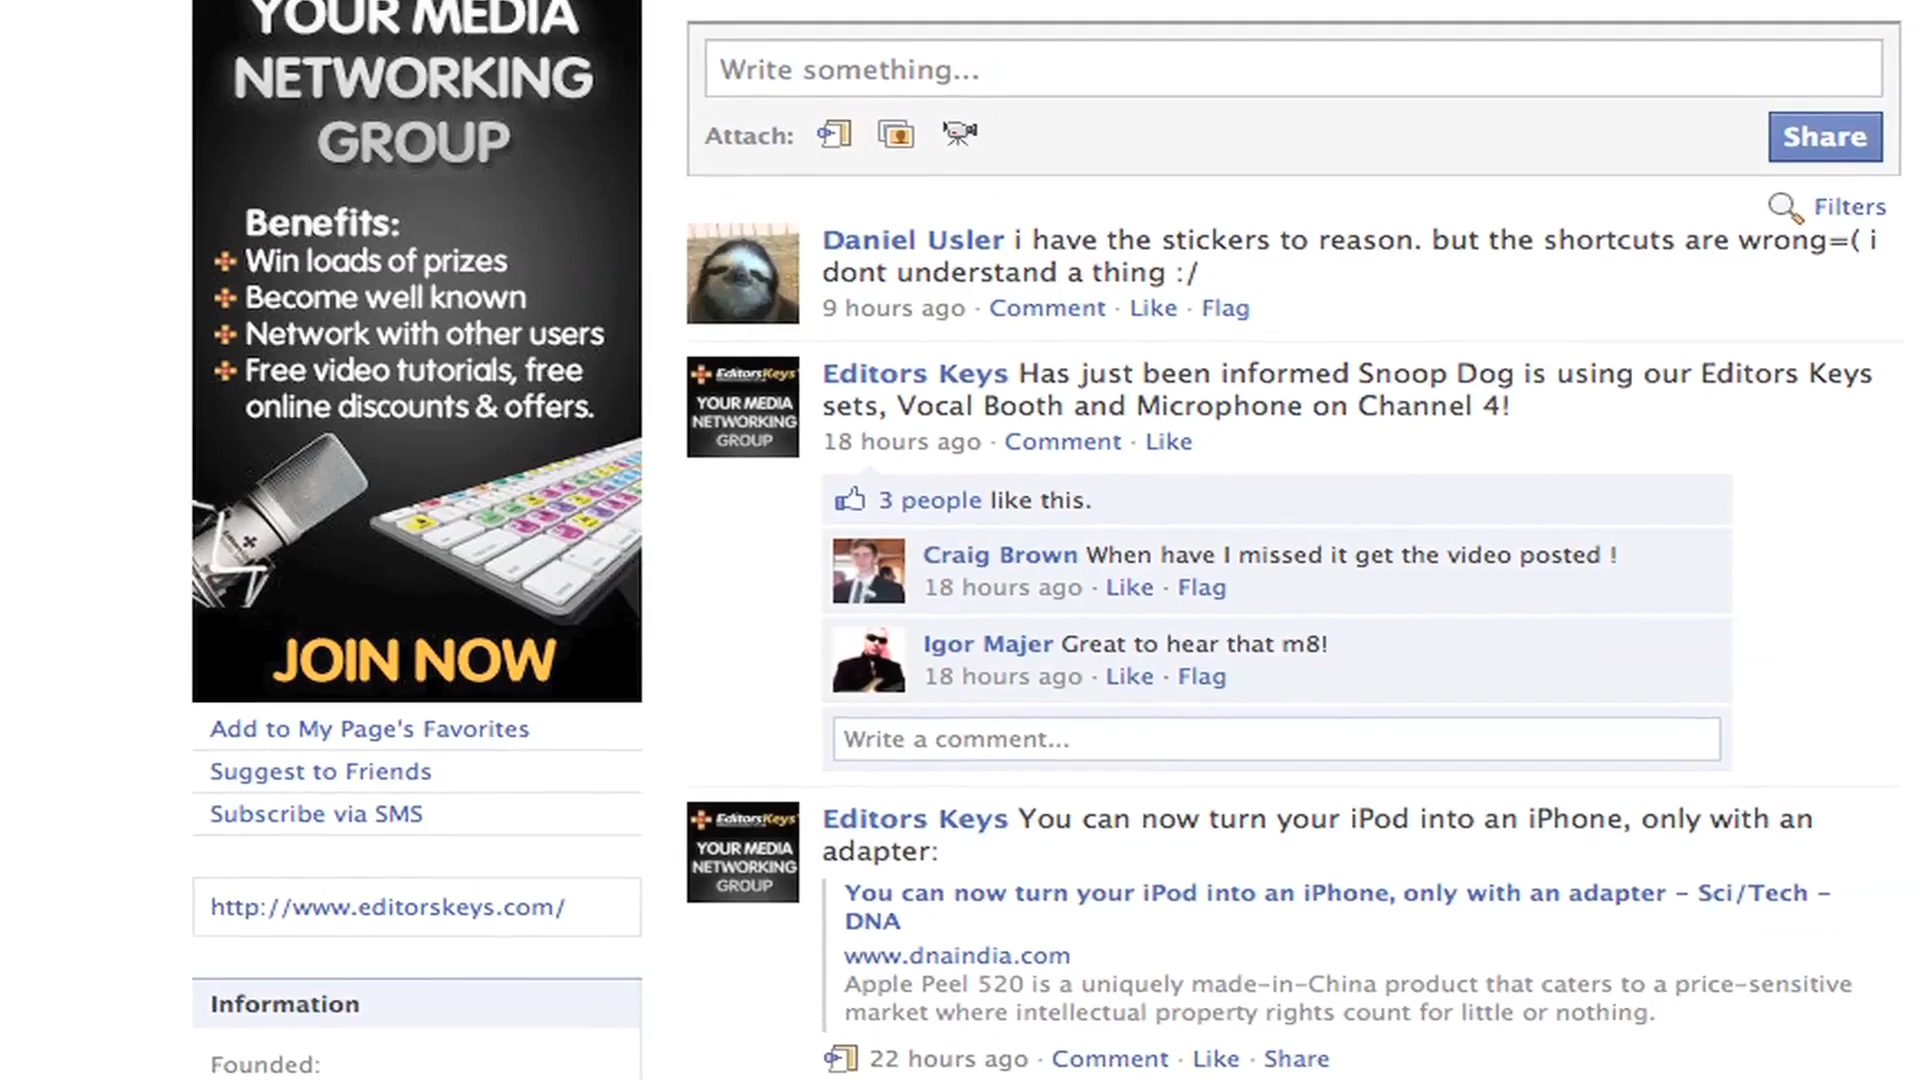 YOUR MEDIA
NETWORKING
GROUP
Benefits:
Win loads of prizes
Become well known
Network with other users
Free video tutorials, free
online discounts & offers.
JOIN NOW
Add to My Page's Favorites
Suggest to Friends
Subscribe via SMS
http://www.editorskeys.com/
Information
Founded:
Write something...
Attach:
Share
Filters
Daniel Usler i have the stickers to reason. but the shortcuts are wrong=( i
dont understand a thing :/
9 hours ago · Comment · Like · Flag
EditorsKeys
YOUR MEDIA
NETWORKING
GROUP
Editors Keys Has just been informed Snoop Dog is using our Editors Keys
sets, Vocal Booth and Microphone on Channel 4!
18 hours ago · Comment · Like
3 people like this.
Craig Brown When have I missed it get the video posted !
18 hours ago · Like · Flag
Igor Majer Great to hear that m8!
18 hours ago · Like · Flag
Write a comment...
EditorsKeys
YOUR MEDIA
NETWORKING
GROUP
Editors Keys You can now turn your iPod into an iPhone, only with an
adapter:
You can now turn your iPod into an iPhone, only with an adapter – Sci/Tech –
DNA
www.dnaindia.com
Apple Peel 520 is a uniquely made-in-China product that caters to a price-sensitive
market where intellectual property rights count for little or nothing.
22 hours ago · Comment · Like · Share